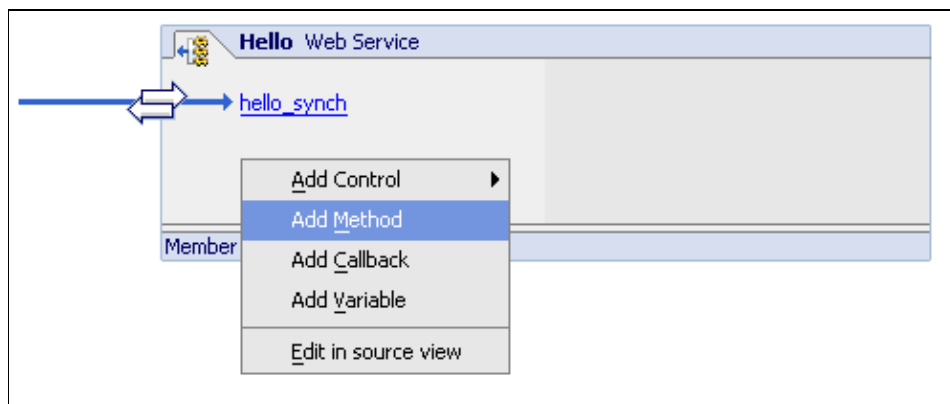 Hello Web Service
hello_synch
Add Control
Add Method
Member
Add Callback
Add Variable
Edit in source view